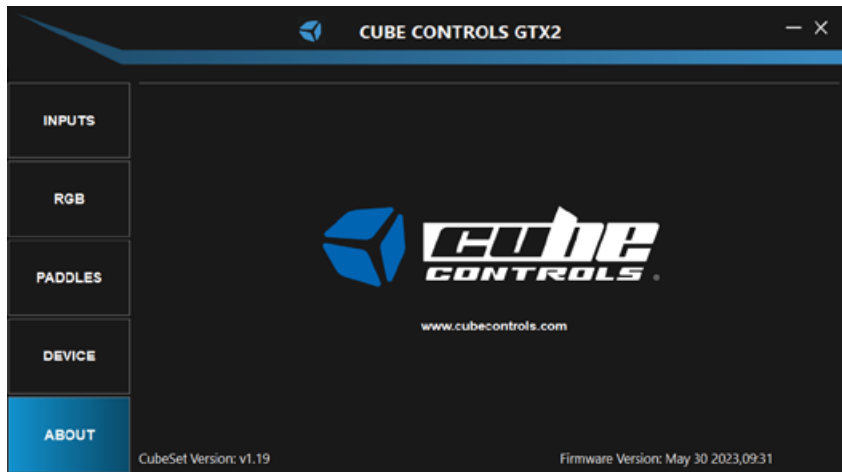 CUBE CONTROLS GTX2
INPUTS
RGB
PADDLES
DEVICE
ABOUT
cube
CONTROLS
www.cubecontrols.com
CubeSet Version: v1.19
Firmware Version: May 30 2023,09:31